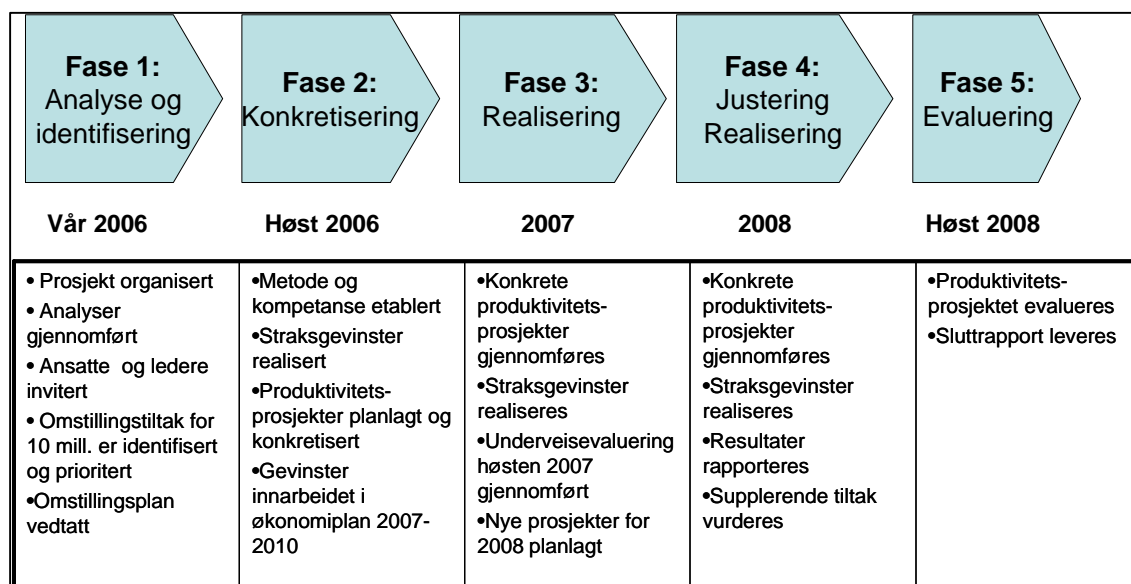 Fase 1:
Analyse og
identifisering
Fase 2:
Konkretisering
Fase 3:
Realisering
Fase 4:
Justering
Realisering
Fase 5:
Evaluering
Vår 2006
Høst 2006
2007
2008
Høst 2008
• Prosjekt organisert
• Analyser
gjennomført
• Ansatte og ledere
invitert
• Omstillingstiltak for
10 mill. er identifisert
og prioritert
•Omstillingsplan
vedtatt
•Metode og
kompetanse etablert
•Straksgevinster
realisert
•Produktivitets-
prosjekter planlagt og
konkretisert
•Gevinster
innarbeidet i
økonomiplan 2007-
2010
•Konkrete
produktivitets-
prosjekter
gjennomføres
•Straksgevinster
realiseres
•Underveisevaluering
høsten 2007
gjennomført
•Nye prosjekter for
2008 planlagt
•Konkrete
produktivitets-
prosjekter
gjennomføres
•Straksgevinster
realiseres
•Resultater
rapporteres
•Supplerende tiltak
vurderes
•Produktivitets-
prosjektet evalueres
•Sluttrapport leveres